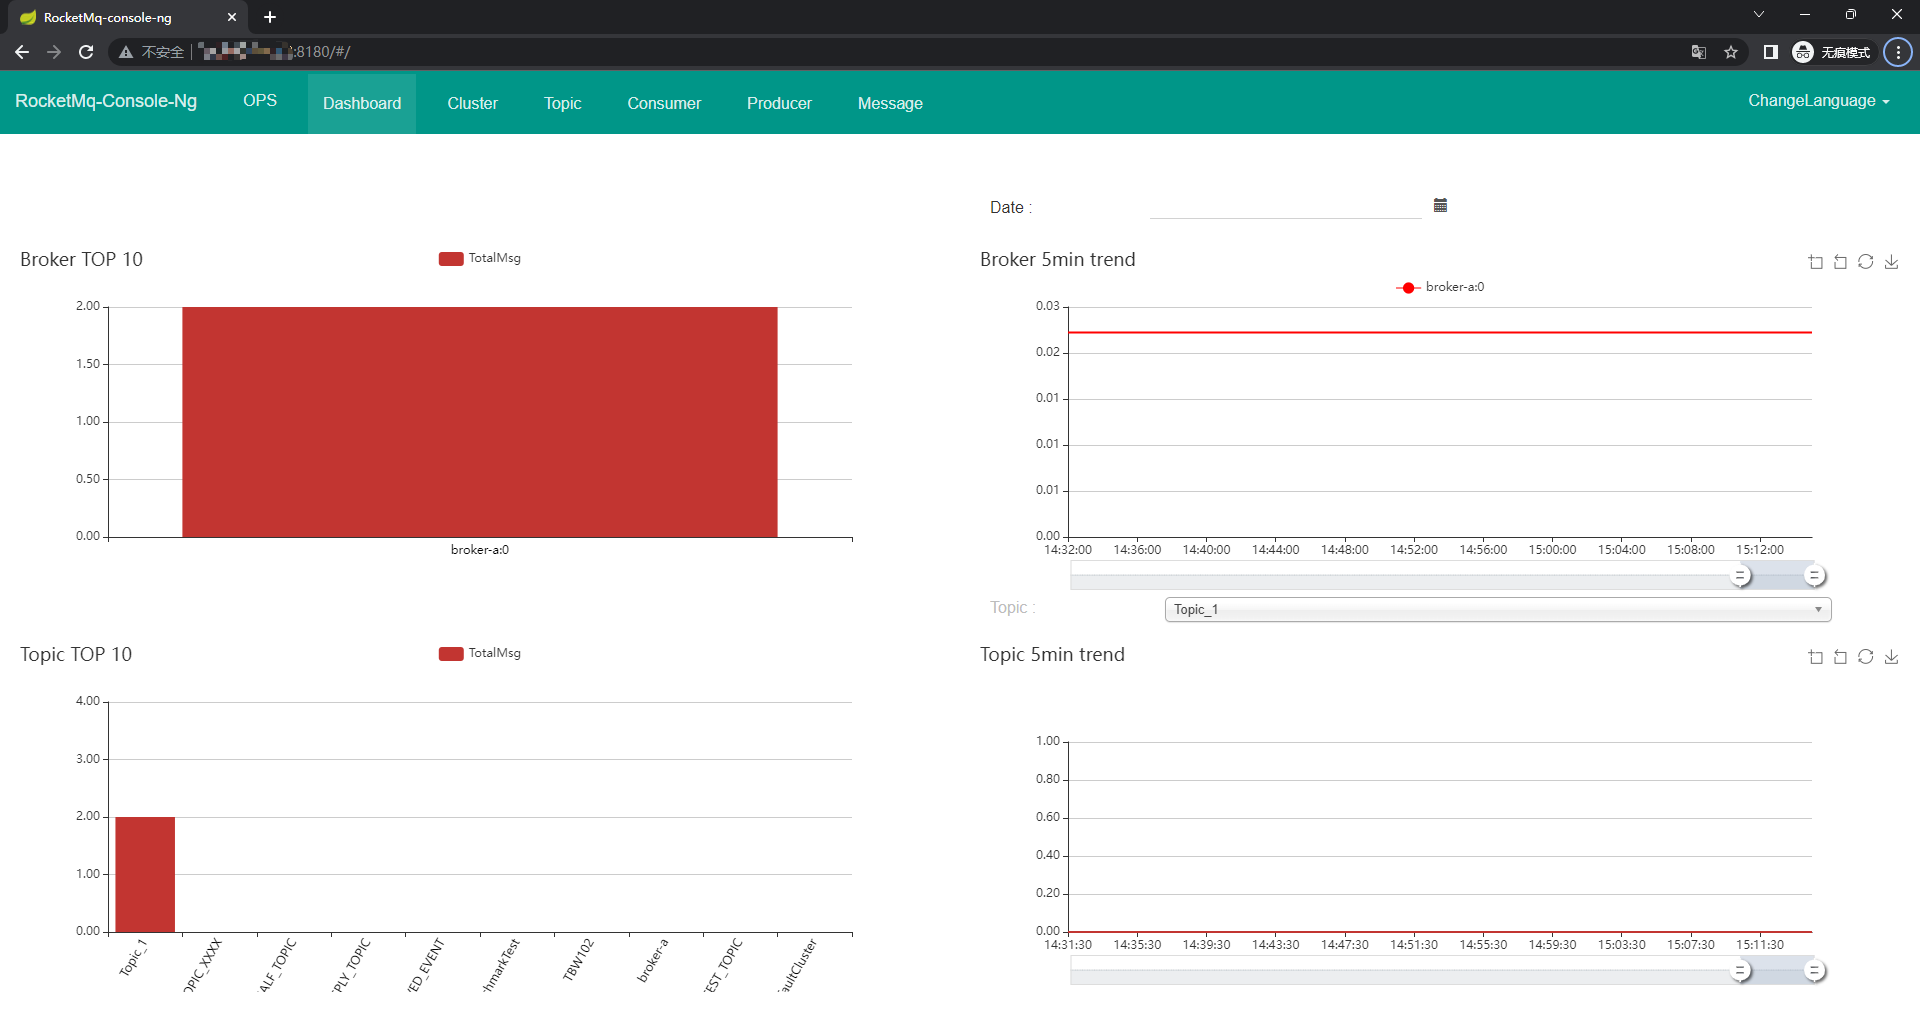 RocketMq-console-ng
不安全 :8180/#/ 无痕模式
RocketMq-Console-Ng OPS Dashboard Cluster Topic Consumer Producer Message ChangeLanguage
Date :
Broker TOP 10
TotalMsg
2.00
1.50
1.00
0.50
0.00
broker-a:0
Broker 5min trend
broker-a:0
0.03
0.02
0.01
0.01
0.01
0.00
14:32:00 14:36:00 14:40:00 14:44:00 14:48:00 14:52:00 14:56:00 15:00:00 15:04:00 15:08:00 15:12:00
Topic :
Topic_1
Topic TOP 10
TotalMsg
4.00
3.00
2.00
1.00
0.00
Topic_1
OPIC_XXXX
ALF_TOPIC
PLY_TOPIC
ED_EVENT
hmarkTest
TBW102
broker-a
EST_TOPIC
aultCluster
Topic 5min trend
1.00
0.80
0.60
0.40
0.20
0.00
14:31:30 14:35:30 14:39:30 14:43:30 14:47:30 14:51:30 14:55:30 14:59:30 15:03:30 15:07:30 15:11:30